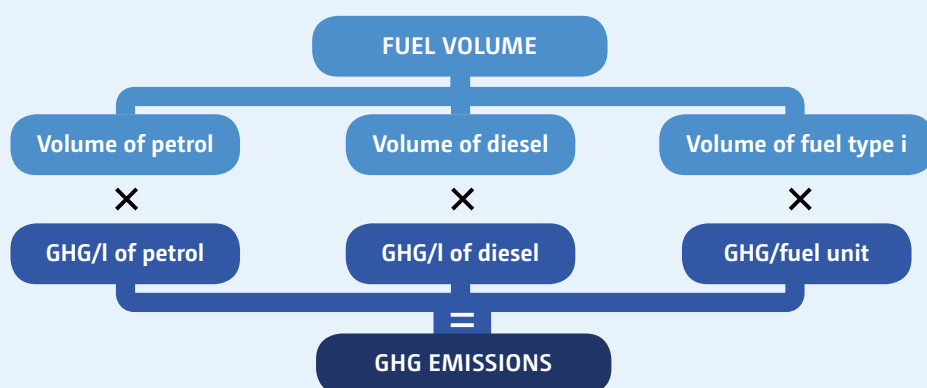 FUEL VOLUME
Volume of petrol
Volume of diesel
Volume of fuel type i
× × ×
GHG/l of petrol
GHG/l of diesel
GHG/fuel unit
=
GHG EMISSIONS